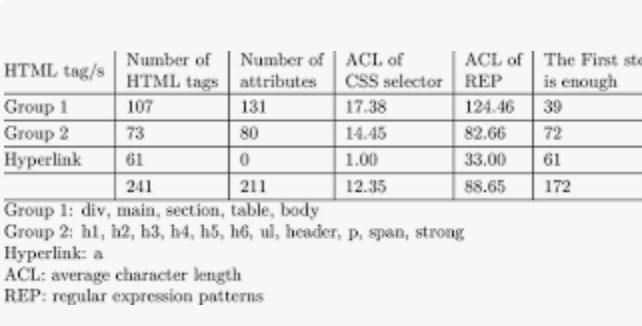 HTML tag/s | Number of HTML tags | Number of attributes | ACL of CSS selector | ACL of REP | The First is enough
Group 1 | 107 | 131 | 17.38 | 124.46 | 39
Group 2 | 73 | 80 | 14.45 | 82.66 | 72
Hyperlink | 61 | 0 | 1.00 | 33.00 | 61
241 | 211 | 12.35 | 88.65 | 172
Group 1: div, main, section, table, body
Group 2: h1, h2, h3, h4, h5, h6, ul, header, p, span, strong
Hyperlink: a
ACL: average character length
REP: regular expression patterns